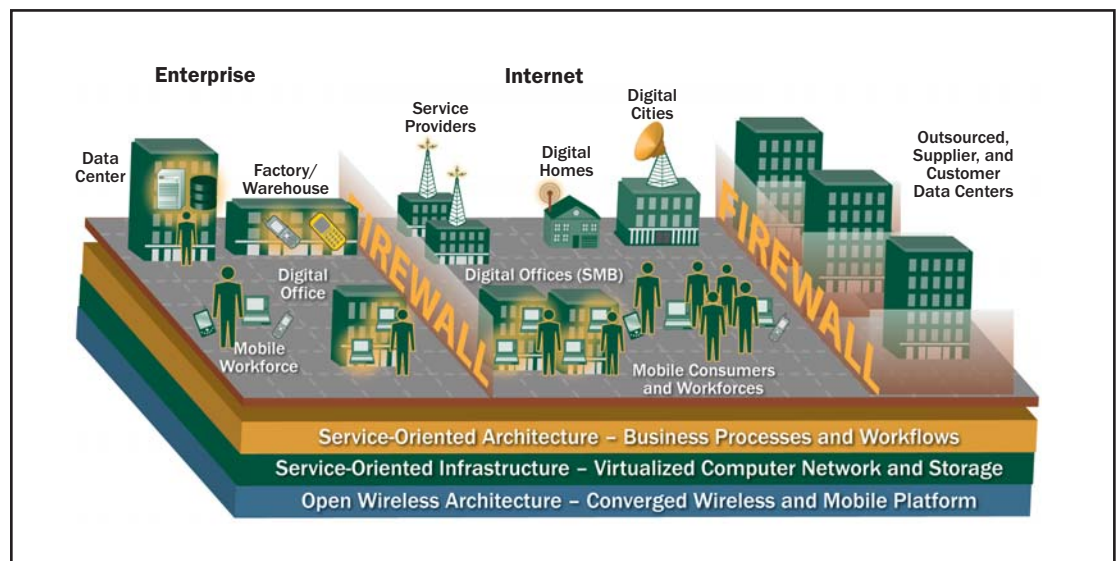 Enterprise
Internet
Data
Center
Factory/
Warehouse
Service
Providers
Digital
Homes
Digital
Cities
Outsourced,
Supplier, and
Customer
Data Centers
FIREWALL
FIREWALL
Digital
Office
Digital Offices (SMB)
Mobile
Workforce
Mobile Consumers
and Workforces
Service-Oriented Architecture – Business Processes and Workflows
Service-Oriented Infrastructure – Virtualized Computer Network and Storage
Open Wireless Architecture – Converged Wireless and Mobile Platform